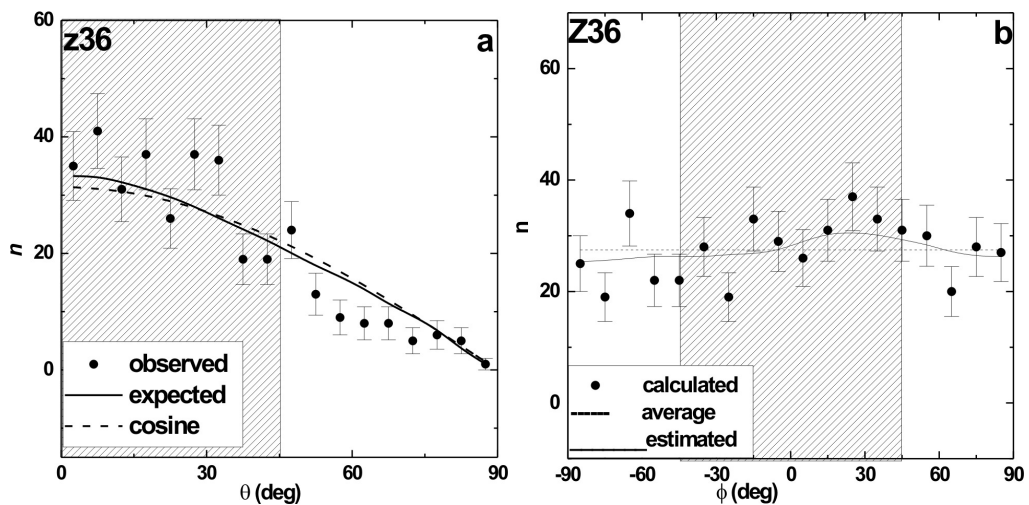 z36
a
60
40
20
0
n
observed
expected
cosine
0
30
60
90
θ (deg)
Z36
b
60
40
20
0
n
calculated
average
estimated
-90
-60
-30
0
30
60
90
ϕ (deg)